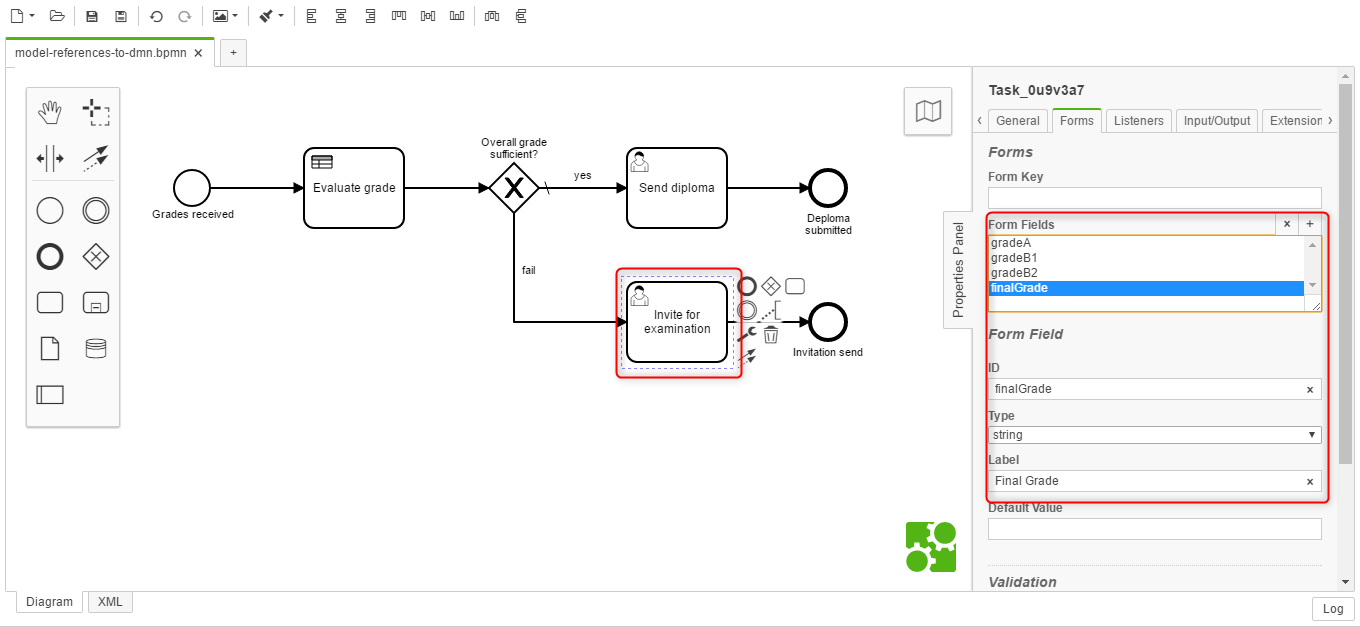 model-references-to-dmn.bpmn ×
+
Overall grade
sufficient?
Evaluate grade
yes
Send diploma
Grades received
Deploma
submitted
fail
Invite for
examination
Invitation send
Properties Panel
Task_0u9v3a7
‹ General Forms Listeners Input/Output Extension ›
Forms
Form Key
Form Fields × +
gradeA
gradeB1
gradeB2
finalGrade
Form Field
ID
finalGrade ×
Type
string
Label
Final Grade ×
Default Value
Validation
Diagram XML
Log